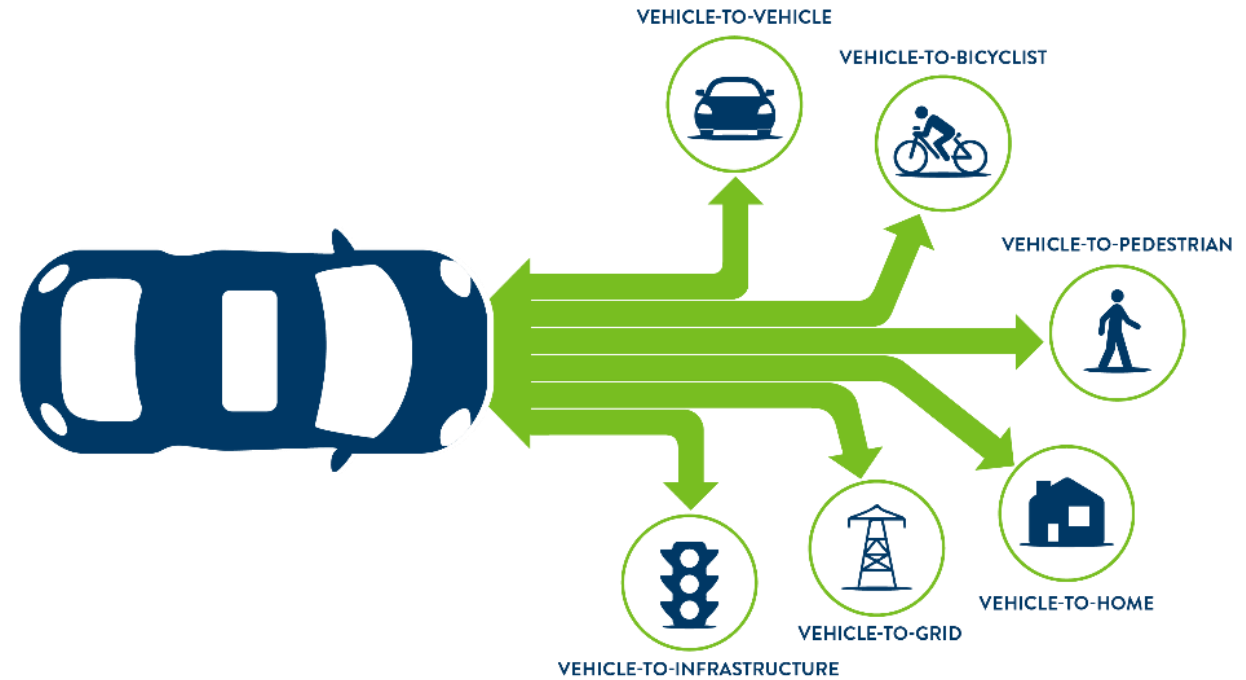 VEHICLE-TO-VEHICLE
VEHICLE-TO-BICYCLIST
VEHICLE-TO-PEDESTRIAN
VEHICLE-TO-HOME
VEHICLE-TO-GRID
VEHICLE-TO-INFRASTRUCTURE